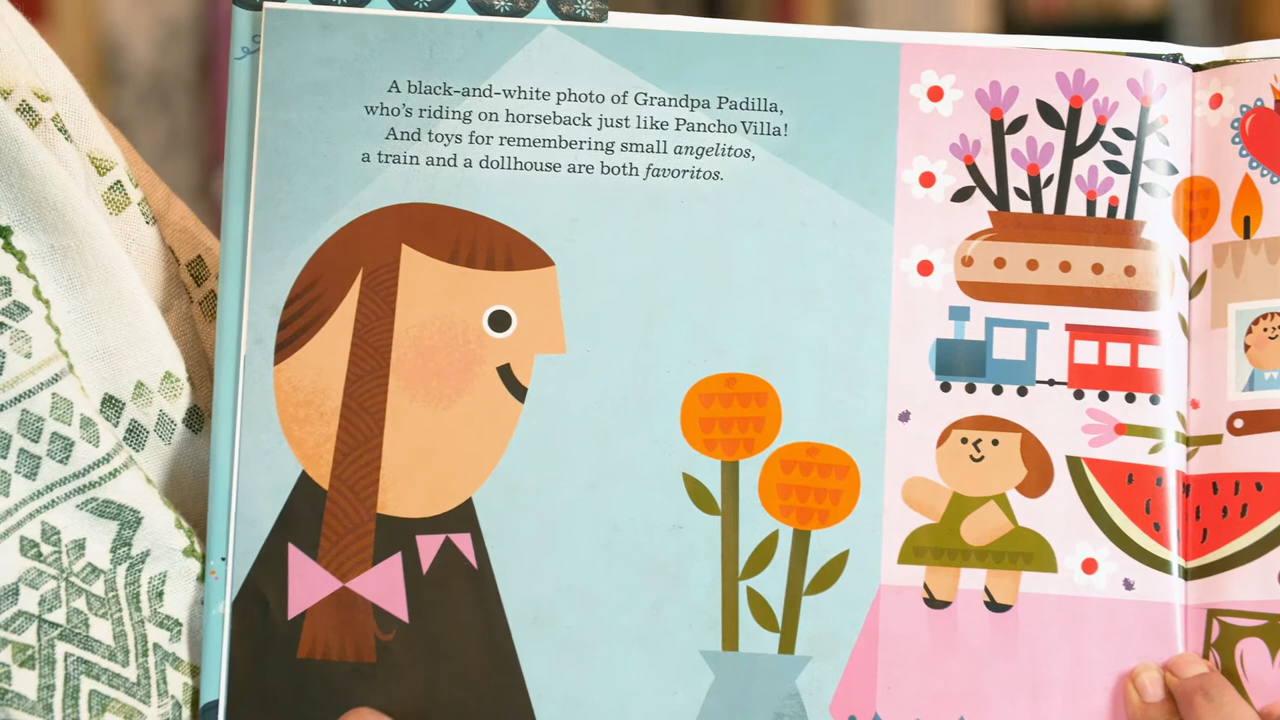 A black-and-white photo of Grandpa Padilla,
who's riding on horseback just like Pancho Villa!
And toys for remembering small angelitos,
a train and a dollhouse are both favoritos.